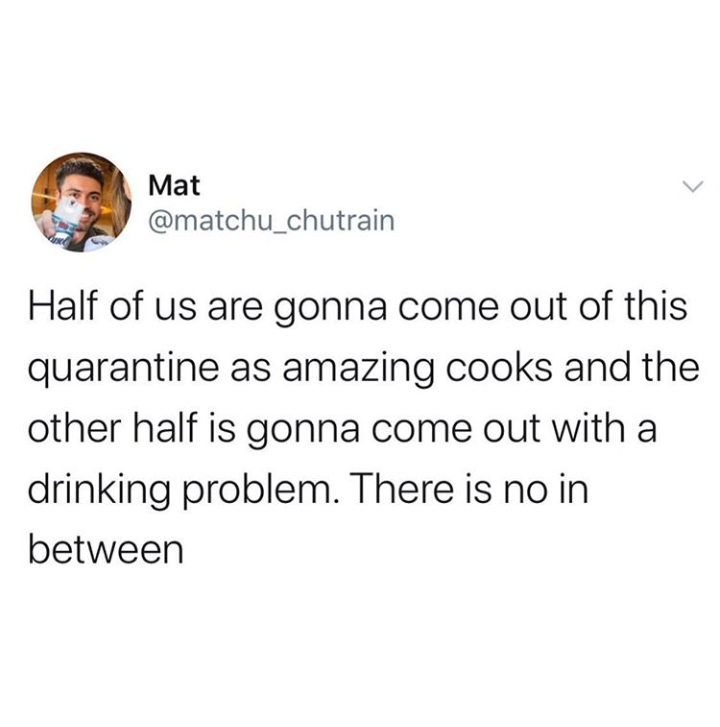 Mat
@matchu_chutrain
Half of us are gonna come out of this
quarantine as amazing cooks and the
other half is gonna come out with a
drinking problem. There is no in
between